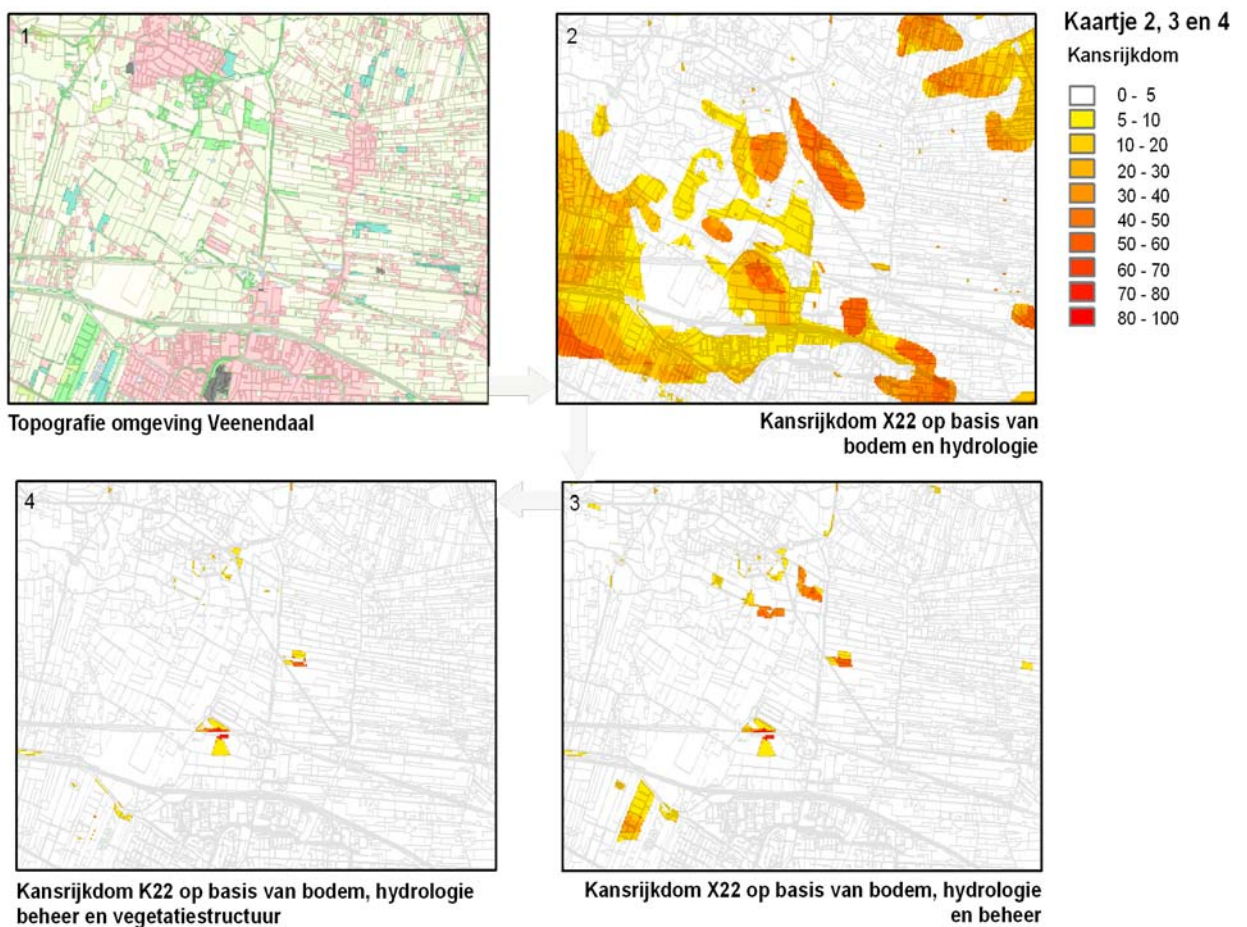 1
Topografie omgeving Veenendaal
2
Kansrijkdom X22 op basis van
bodem en hydrologie
Kaartje 2, 3 en 4
Kansrijkdom
0 - 5
5 - 10
10 - 20
20 - 30
30 - 40
40 - 50
50 - 60
60 - 70
70 - 80
80 - 100
4
Kansrijkdom K22 op basis van bodem, hydrologie
beheer en vegetatiestructuur
3
Kansrijkdom X22 op basis van bodem, hydrologie
en beheer